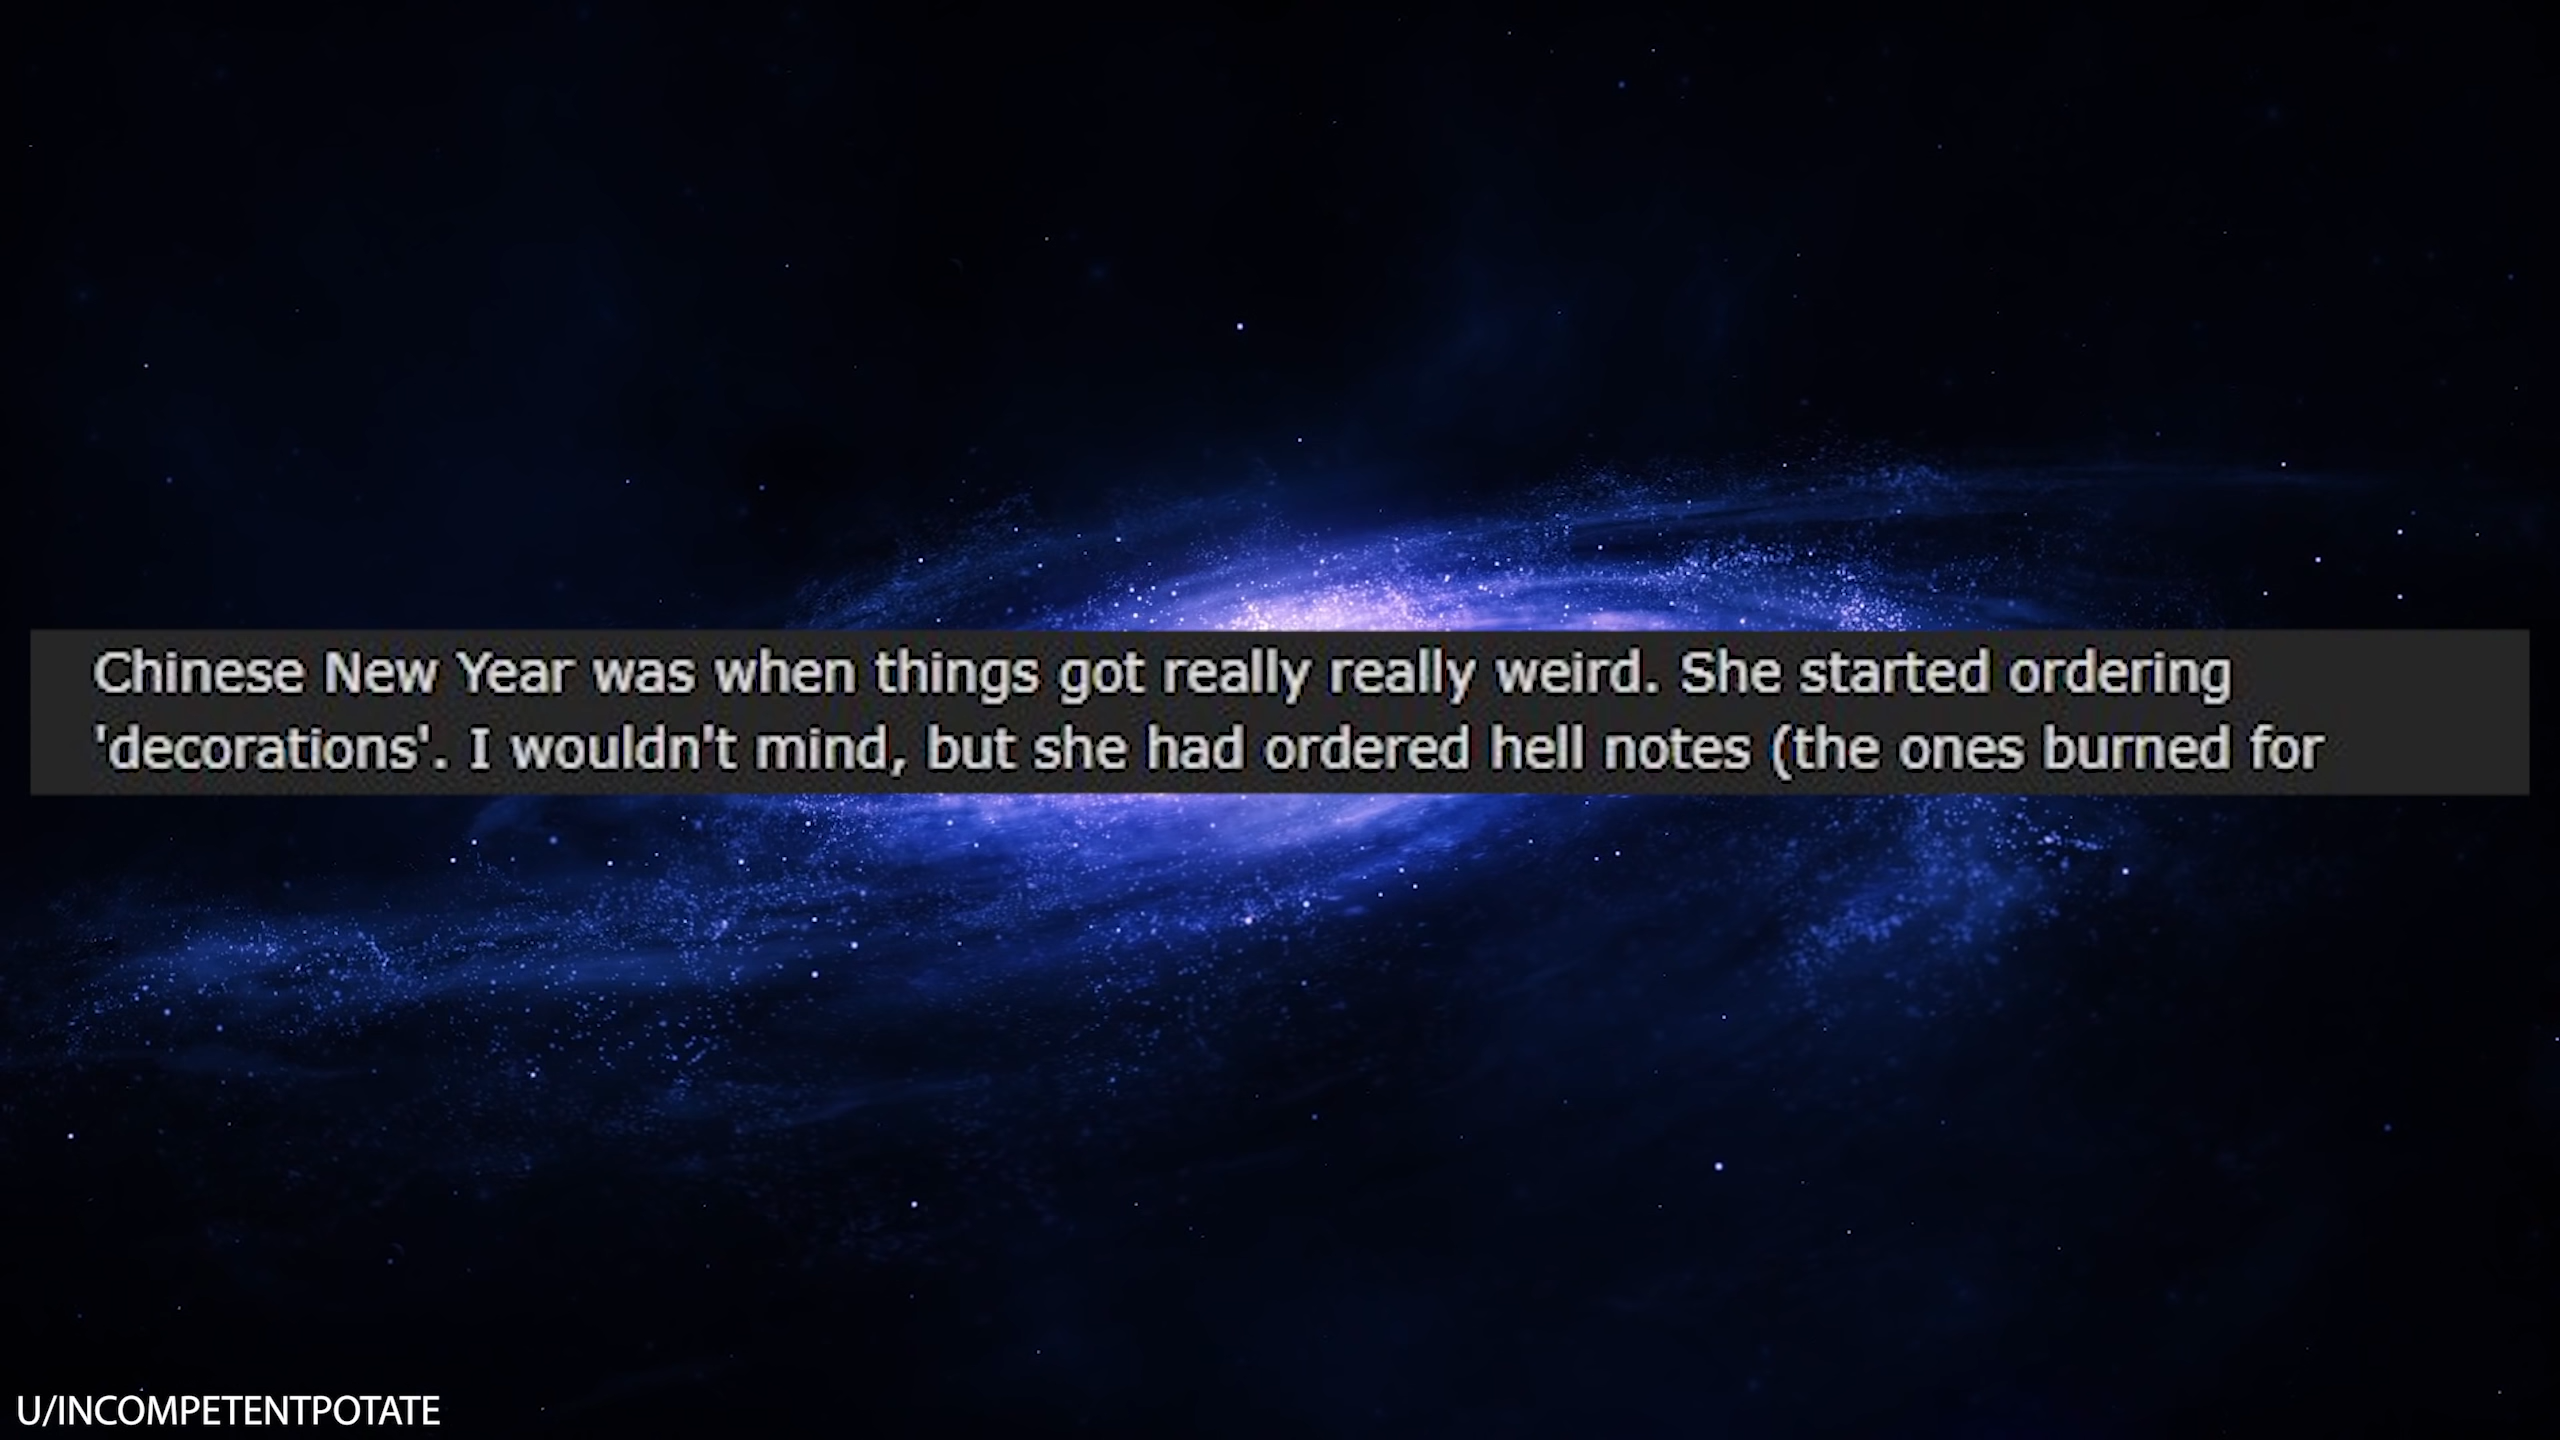 Chinese New Year was when things got really really weird. She started ordering
'decorations'. I wouldn't mind, but she had ordered hell notes (the ones burned for
U/INCOMPETENTPOTATE